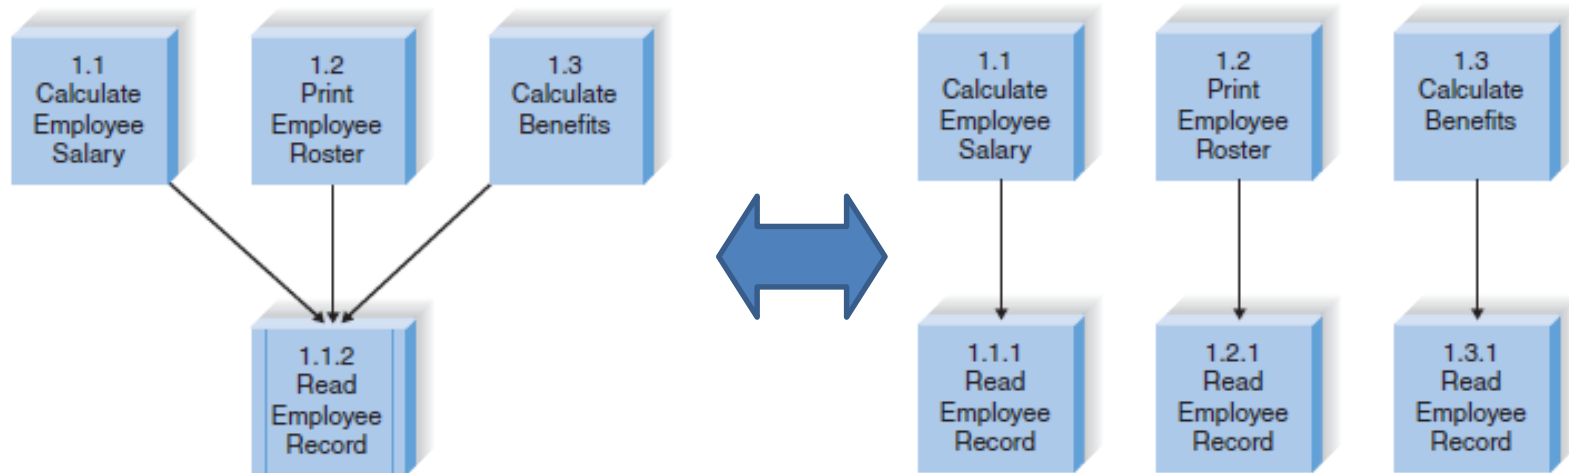 1.1
Calculate
Employee
Salary
1.2
Print
Employee
Roster
1.3
Calculate
Benefits
1.1.2
Read
Employee
Record
1.1
Calculate
Employee
Salary
1.2
Print
Employee
Roster
1.3
Calculate
Benefits
1.1.1
Read
Employee
Record
1.2.1
Read
Employee
Record
1.3.1
Read
Employee
Record